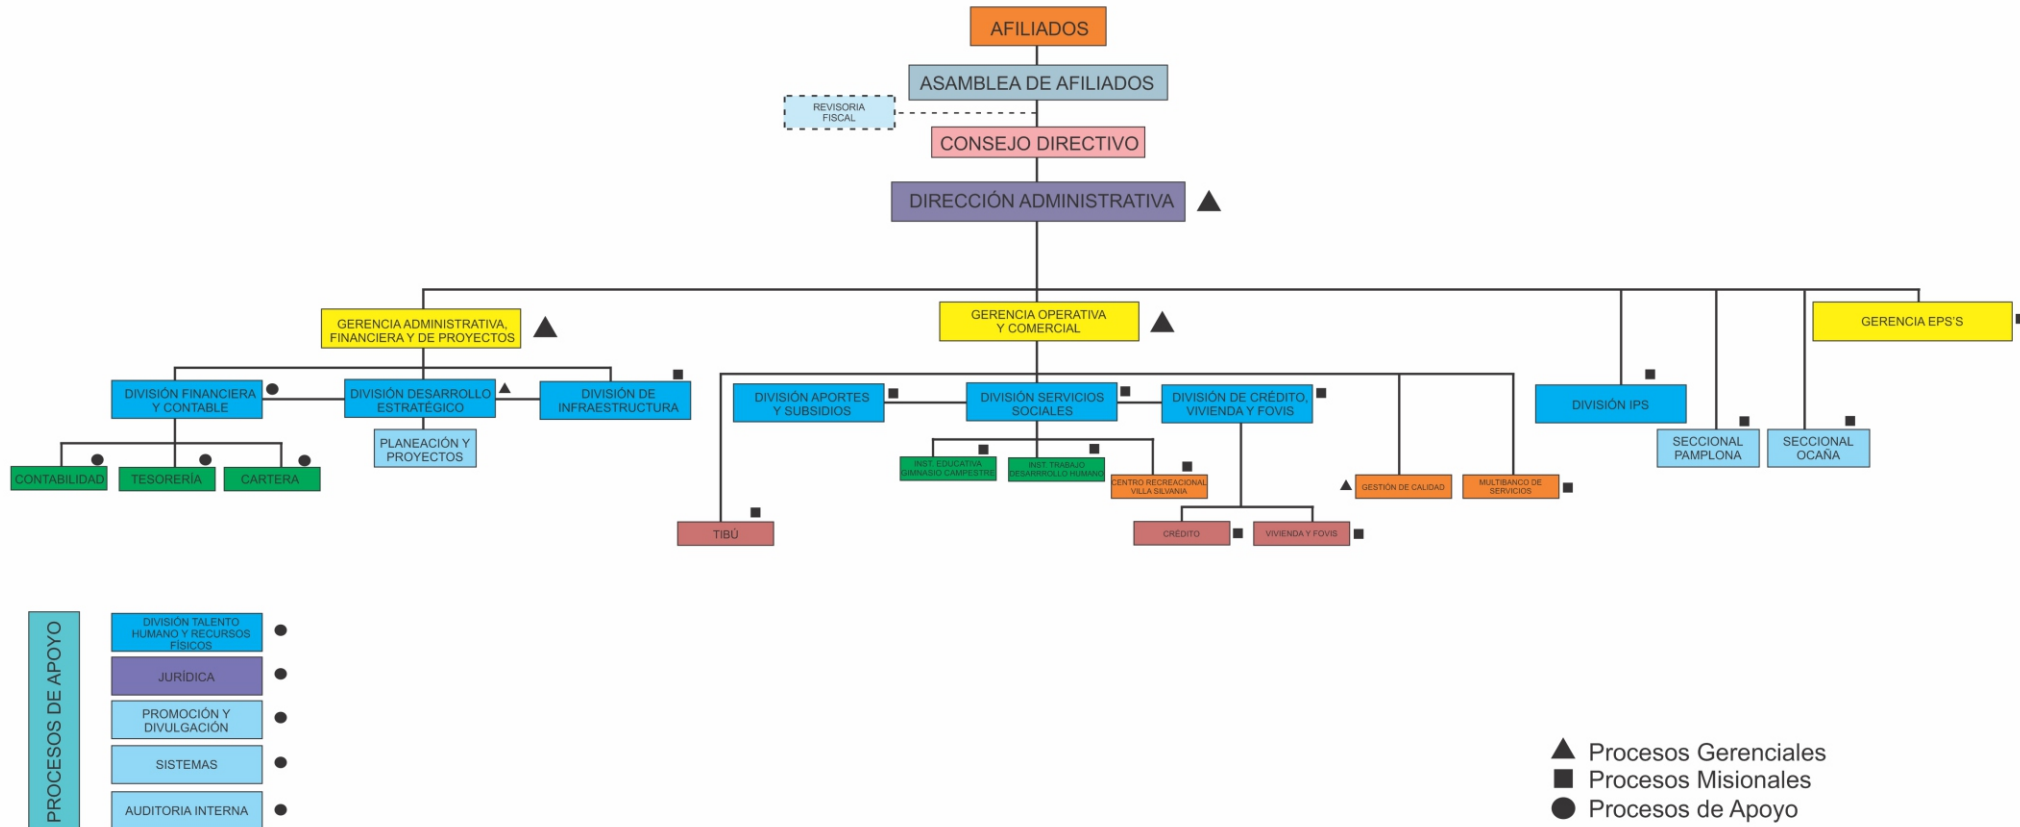 AFILIADOS
ASAMBLEA DE AFILIADOS
REVISORIA
FISCAL
CONSEJO DIRECTIVO
DIRECCIÓN ADMINISTRATIVA
GERENCIA ADMINISTRATIVA,
FINANCIERA Y DE PROYECTOS
GERENCIA OPERATIVA
Y COMERCIAL
GERENCIA EPS'S
DIVISIÓN FINANCIERA
Y CONTABLE
DIVISIÓN DESARROLLO
ESTRATÉGICO
DIVISIÓN DE
INFRAESTRUCTURA
DIVISIÓN APORTES
Y SUBSIDIOS
DIVISIÓN SERVICIOS
SOCIALES
DIVISIÓN DE CRÉDITO,
VIVIENDA Y FOVIS
DIVISIÓN IPS
PLANEACIÓN Y
PROYECTOS
SECCIONAL
PAMPLONA
SECCIONAL
OCAÑA
CONTABILIDAD
TESORERÍA
CARTERA
INST. EDUCATIVA
GIMNASIO CAMPESTRE
INST. TRABAJO
DESARRROLLO HUMANO
CENTRO RECREACIONAL
VILLA SILVANIA
GESTIÓN DE CALIDAD
MULTIBANCO DE
SERVICIOS
TIBÚ
CRÉDITO
VIVIENDA Y FOVIS
PROCESOS DE APOYO
DIVISIÓN TALENTO
HUMANO Y RECURSOS
FÍSICOS
JURÍDICA
PROMOCIÓN Y
DIVULGACIÓN
SISTEMAS
AUDITORIA INTERNA
Procesos Gerenciales
Procesos Misionales
Procesos de Apoyo